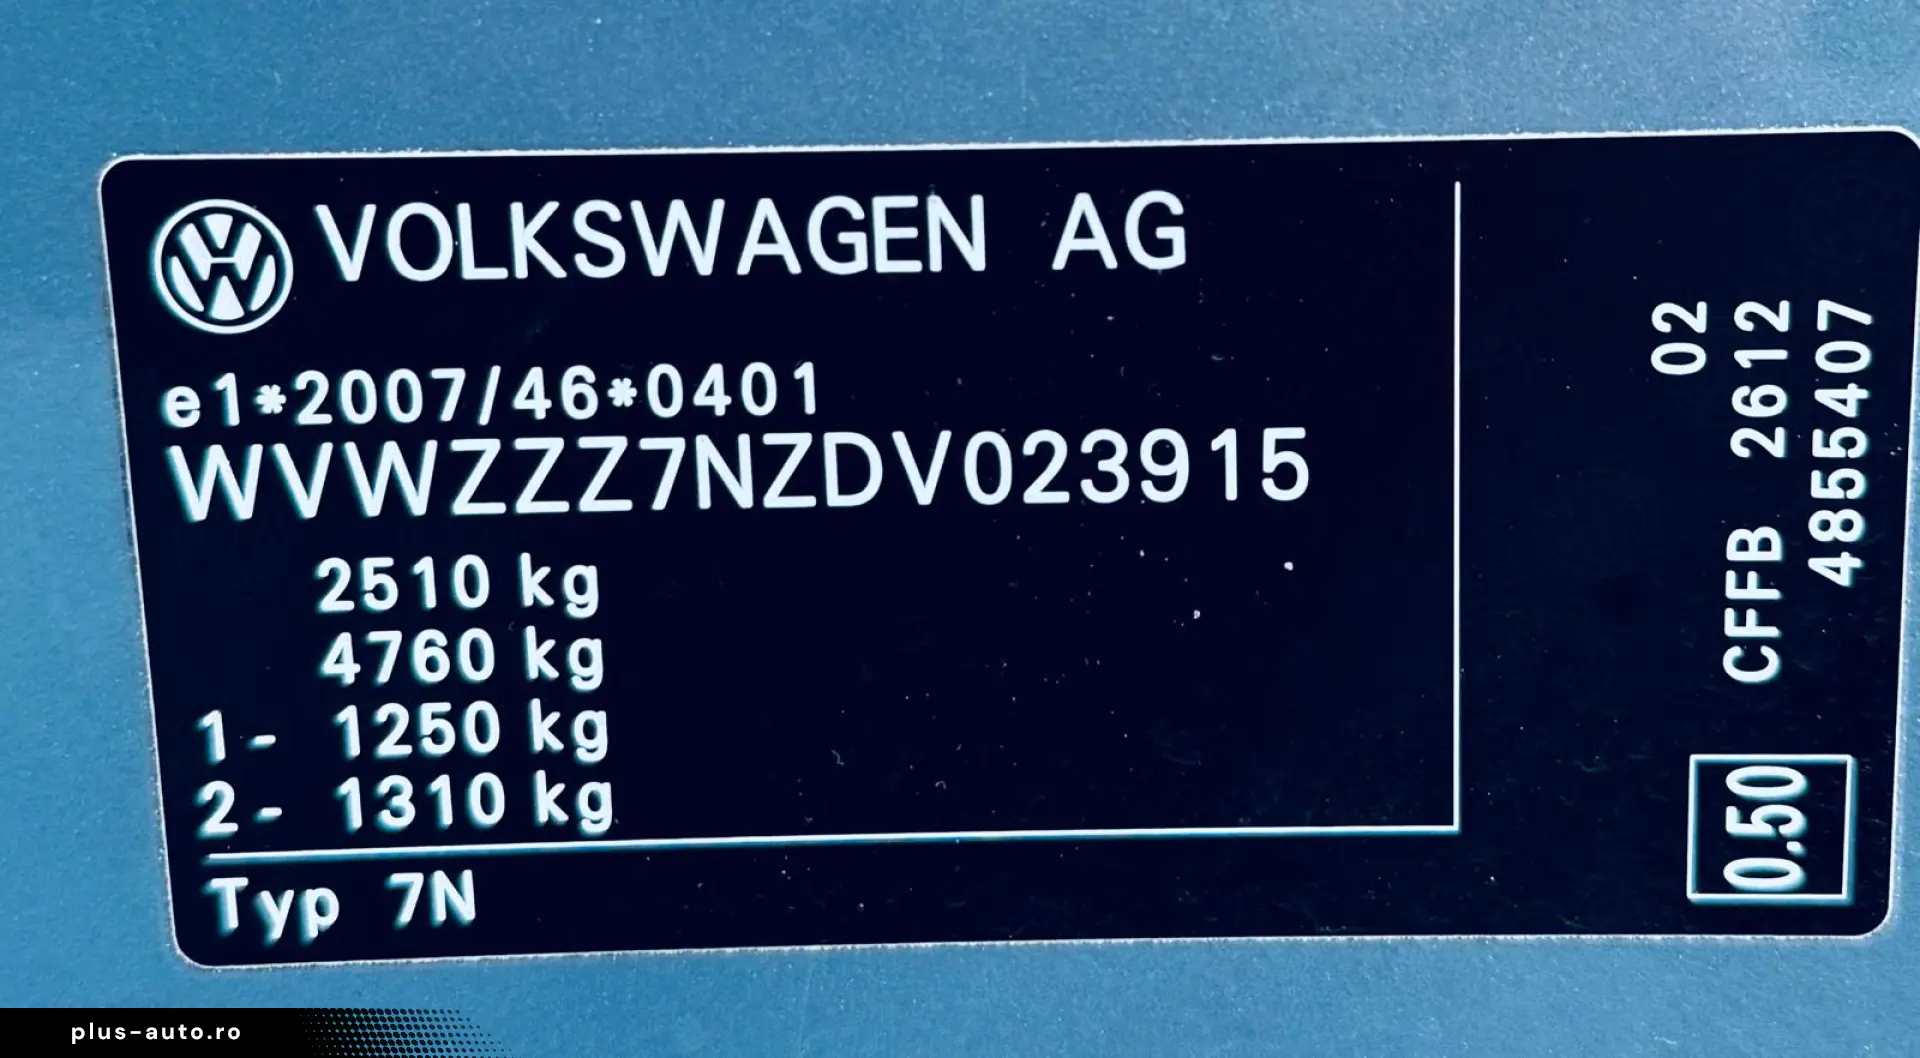 VOLKSWAGEN AG
e1*2007/46*0401
WVWZZZ7NZDV023915
2510 kg
4760 kg
1- 1250 kg
2- 1310 kg
Typ 7N
02
CFFB 2612
4855407
0.50
plus-auto.ro